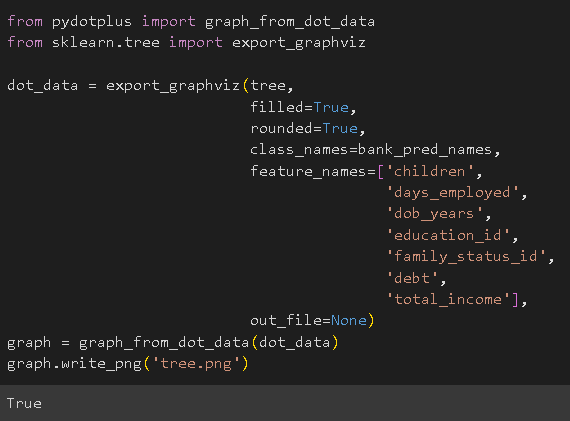 from pydotplus import graph_from_dot_data
from sklearn.tree import export_graphviz

dot_data = export_graphviz(tree,
                           filled=True,
                           rounded=True,
                           class_names=bank_pred_names,
                           feature_names=['children',
                                          'days_employed',
                                          'dob_years',
                                          'education_id',
                                          'family_status_id',
                                          'debt',
                                          'total_income'],
                           out_file=None)
graph = graph_from_dot_data(dot_data)
graph.write_png('tree.png')
True